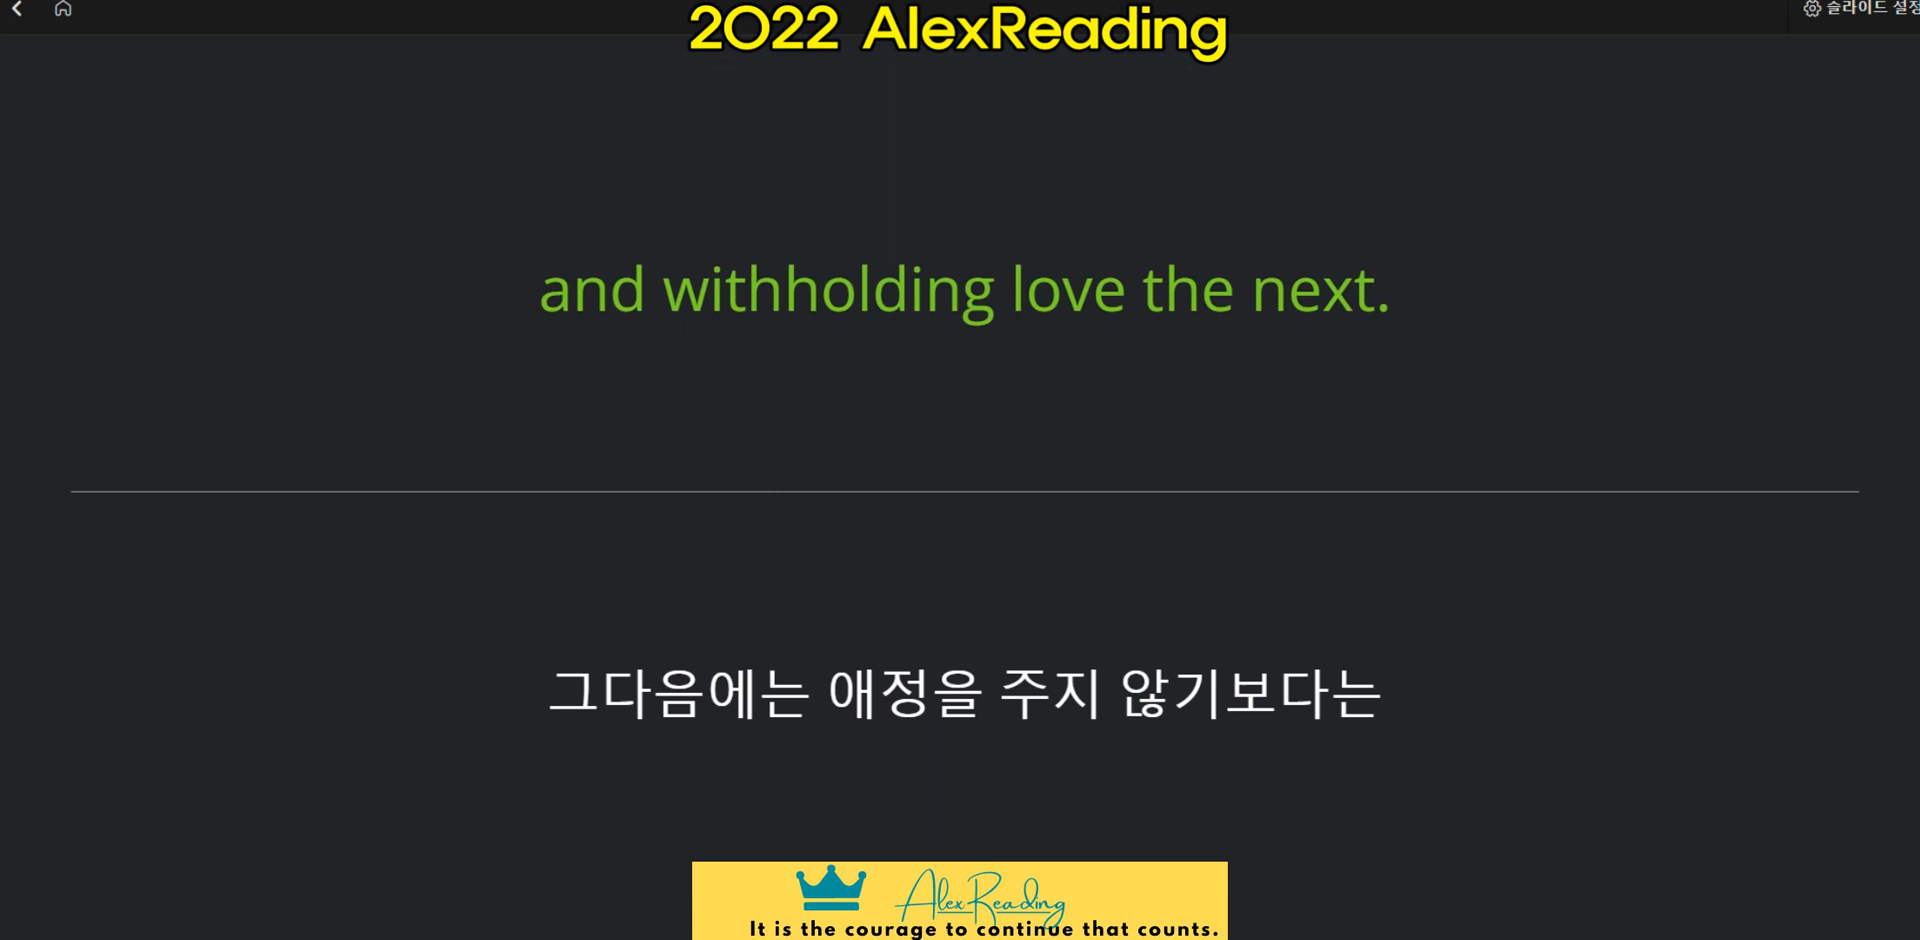 슬라이드 설정
2022 AlexReading
and withholding love the next.
그다음에는 애정을 주지 않기보다는
AlexReading
It is the courage to continue that counts.